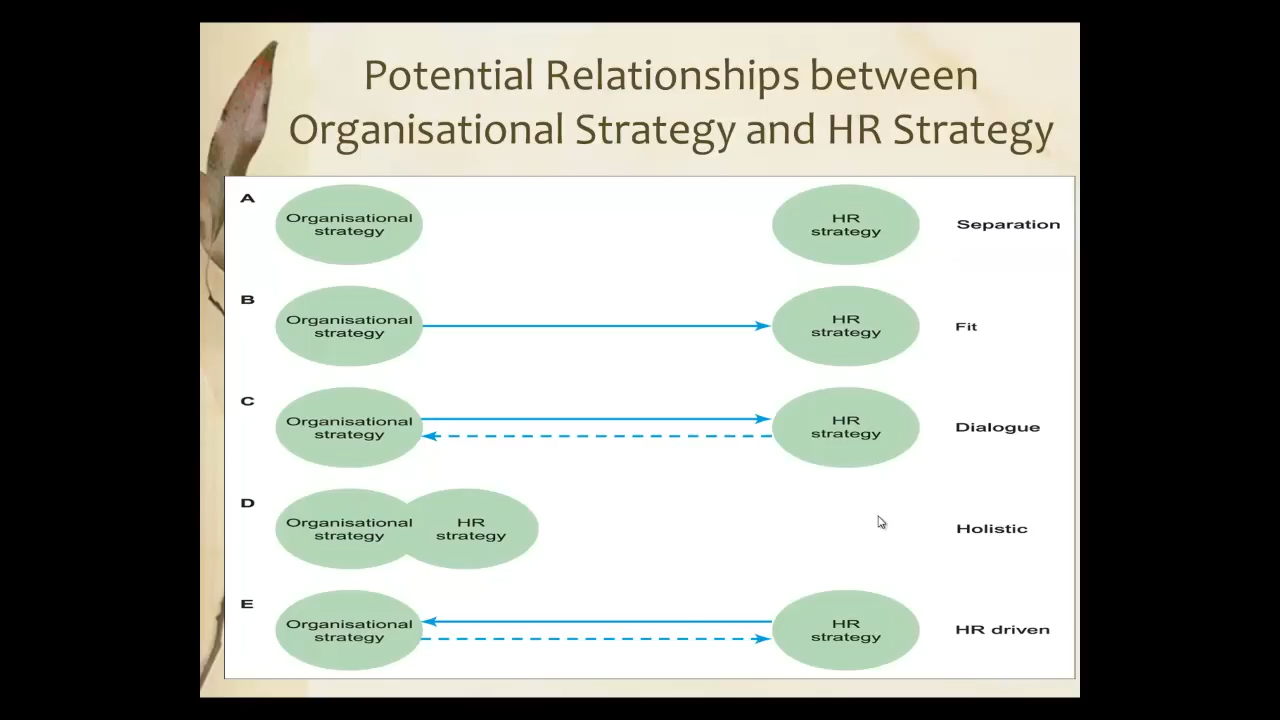 Potential Relationships between
Organisational Strategy and HR Strategy
A
Organisational
strategy
HR
strategy
Separation
B
Organisational
strategy
HR
strategy
Fit
C
Organisational
strategy
HR
strategy
Dialogue
D
Organisational
strategy
HR
strategy
Holistic
E
Organisational
strategy
HR
strategy
HR driven